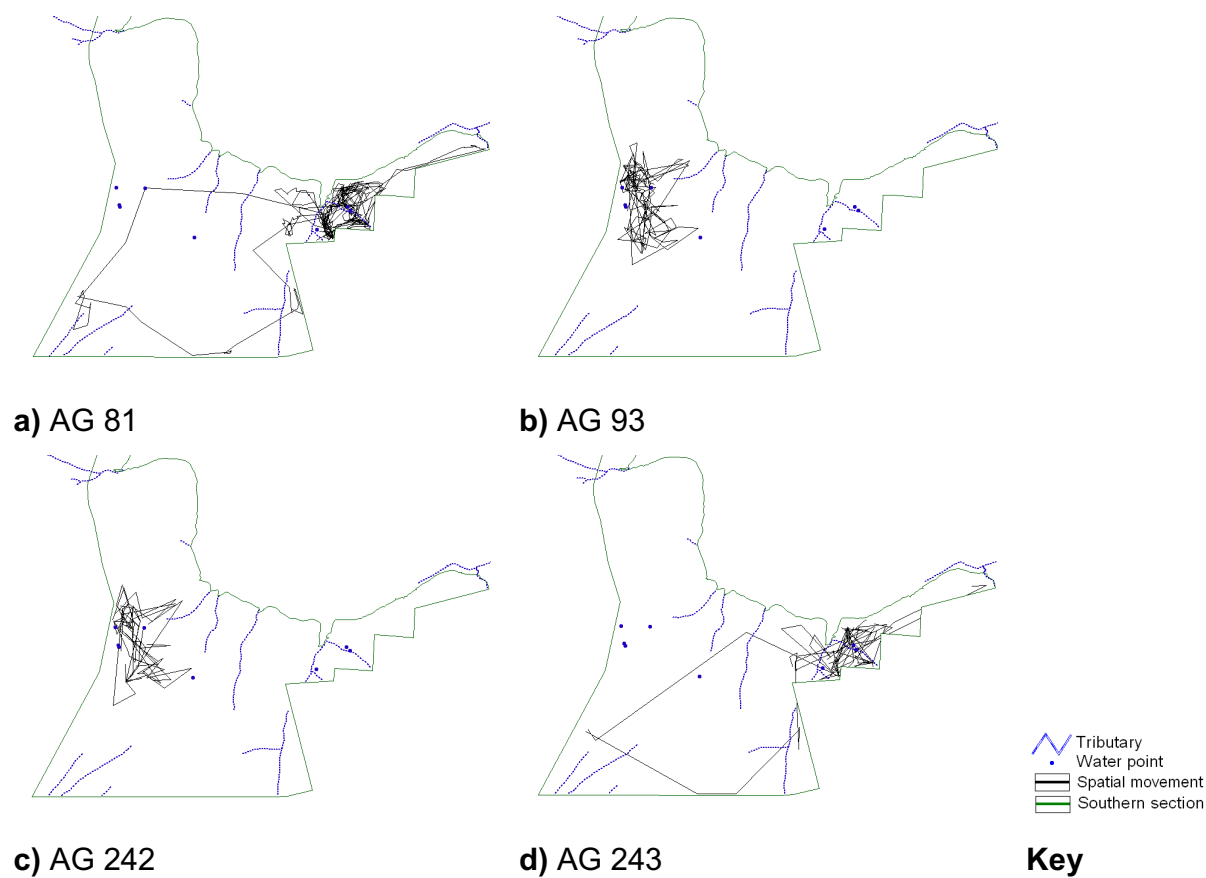 a) AG 81
b) AG 93
c) AG 242
d) AG 243
Tributary
Water point
Spatial movement
Southern section
Key